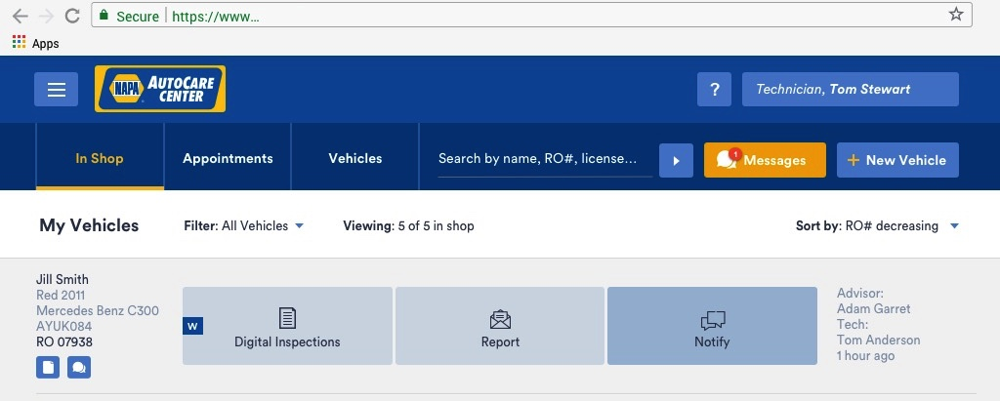 Secure | https://www...
Apps
NAPA AUTOCARE CENTER
?
Technician, Tom Stewart
In Shop
Appointments
Vehicles
Search by name, RO#, license...
1
Messages
+ New Vehicle
My Vehicles
Filter: All Vehicles
Viewing: 5 of 5 in shop
Sort by: RO# decreasing
Jill Smith
Red 2011
Mercedes Benz C300
AYUK084
RO 07938
W
Digital Inspections
Report
Notify
Advisor:
Adam Garret
Tech:
Tom Anderson
1 hour ago